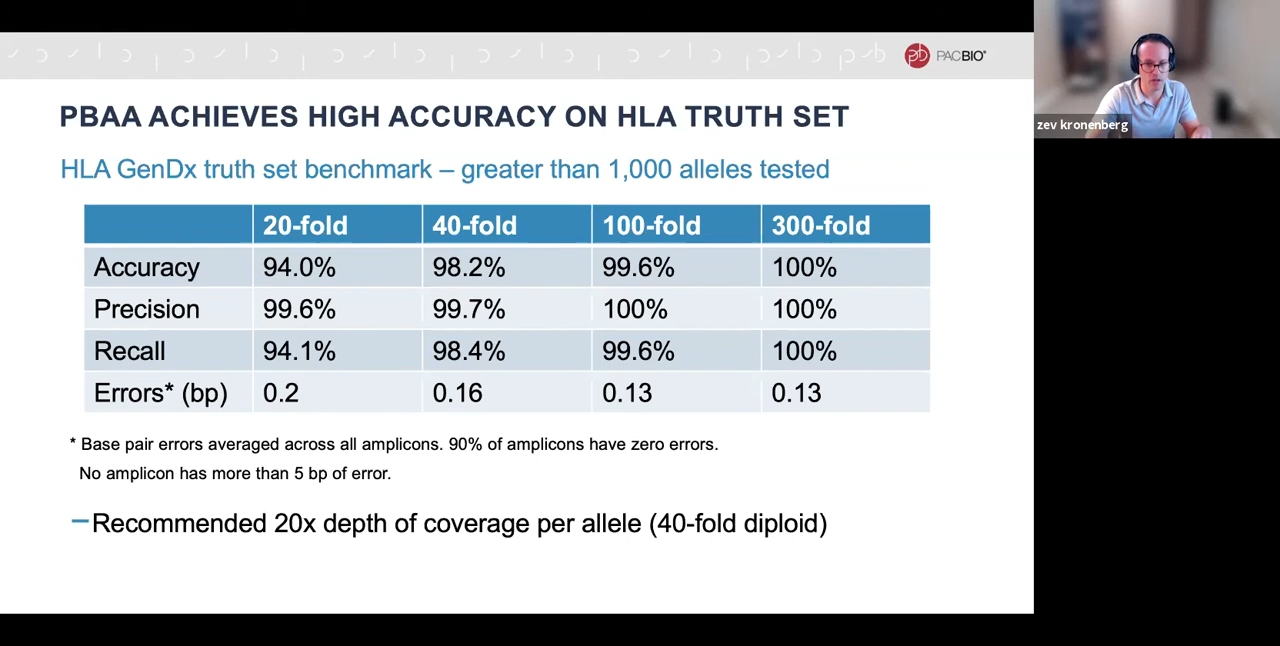 PACBIO®
zev kronenberg
PBAA ACHIEVES HIGH ACCURACY ON HLA TRUTH SET
HLA GenDx truth set benchmark – greater than 1,000 alleles tested
20-fold 40-fold 100-fold 300-fold
Accuracy 94.0% 98.2% 99.6% 100%
Precision 99.6% 99.7% 100% 100%
Recall 94.1% 98.4% 99.6% 100%
Errors* (bp) 0.2 0.16 0.13 0.13
* Base pair errors averaged across all amplicons. 90% of amplicons have zero errors.
No amplicon has more than 5 bp of error.
–Recommended 20x depth of coverage per allele (40-fold diploid)